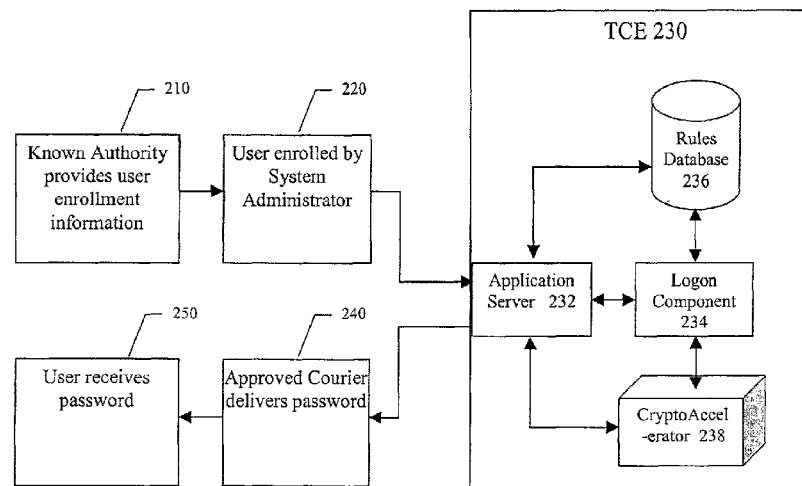 TCE 230
210
220
Known Authority
provides user
enrollment
information
User enrolled by
System
Administrator
Rules
Database
236
Application
Server 232
Logon
Component
234
250
240
User receives
password
Approved Courier
delivers password
CryptoAccel
-erator 238